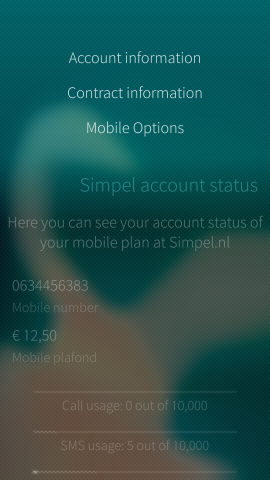 Account information
Contract information
Mobile Options
Simpel account status
Here you can see your account status of
your mobile plan at Simpel.nl
0634456383
Mobile number
€ 12,50
Mobile plafond
Call usage: 0 out of 10,000
SMS usage: 5 out of 10,000